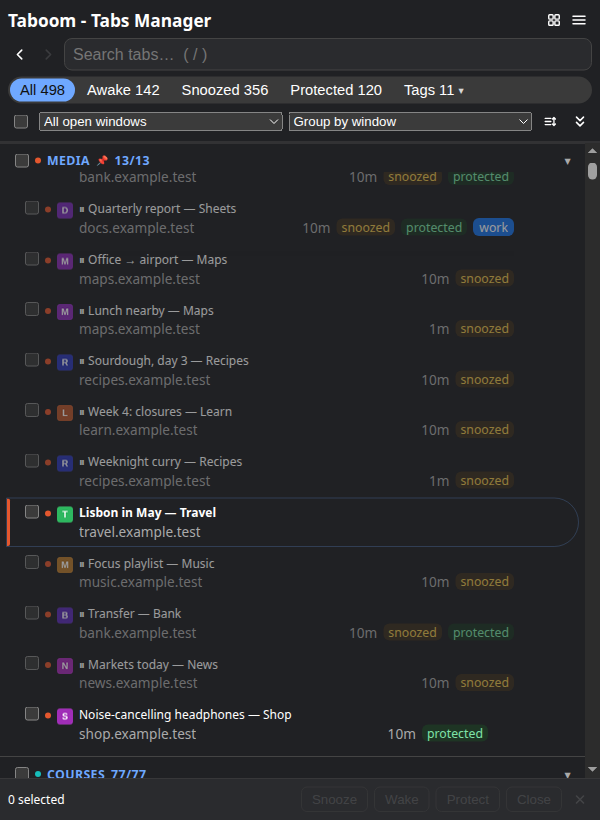 Taboom - Tabs Manager
Search tabs… ( / )
All 498 Awake 142 Snoozed 356 Protected 120 Tags 11 ▾
All open windows Group by window
MEDIA 📌 13/13 ▼
bank.example.test 10m snoozed protected
D Quarterly report — Sheets
docs.example.test 10m snoozed protected work
M Office → airport — Maps
maps.example.test 10m snoozed
M Lunch nearby — Maps
maps.example.test 1m snoozed
R Sourdough, day 3 — Recipes
recipes.example.test 10m snoozed
L Week 4: closures — Learn
learn.example.test 10m snoozed
R Weeknight curry — Recipes
recipes.example.test 1m snoozed
T Lisbon in May — Travel
travel.example.test
M Focus playlist — Music
music.example.test 10m snoozed
B Transfer — Bank
bank.example.test 10m snoozed protected
N Markets today — News
news.example.test 10m snoozed
S Noise-cancelling headphones — Shop
shop.example.test 10m protected
COURSES 77/77 ▼
0 selected Snooze Wake Protect Close ✕